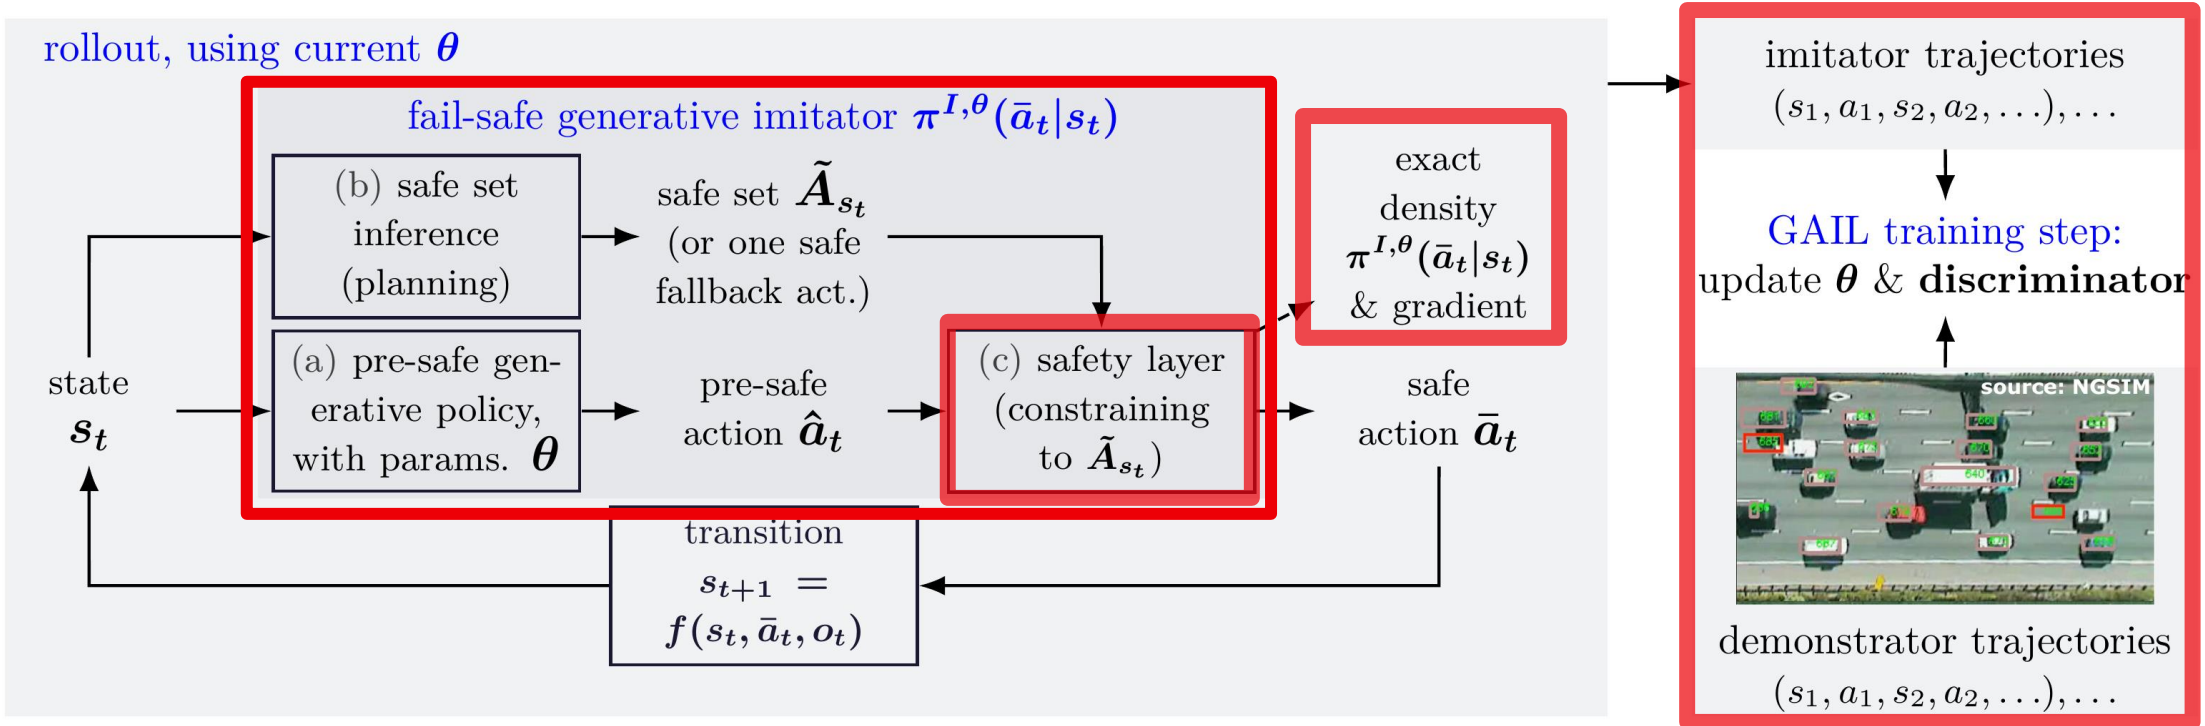 rollout, using current θ
fail-safe generative imitator π^{I,θ}(ā_t|s_t)
(b) safe set
inference
(planning)
safe set Ã_{s_t}
(or one safe
fallback act.)
exact
density
π^{I,θ}(ā_t|s_t)
& gradient
state
s_t
(a) pre-safe gen-
erative policy,
with params. θ
pre-safe
action â_t
(c) safety layer
(constraining
to Ã_{s_t})
safe
action ā_t
transition
s_{t+1} =
f(s_t, ā_t, o_t)
imitator trajectories
(s_1, a_1, s_2, a_2, . . .), . . .
GAIL training step:
update θ & discriminator
source: NGSIM
640
demonstrator trajectories
(s_1, a_1, s_2, a_2, . . .), . . .